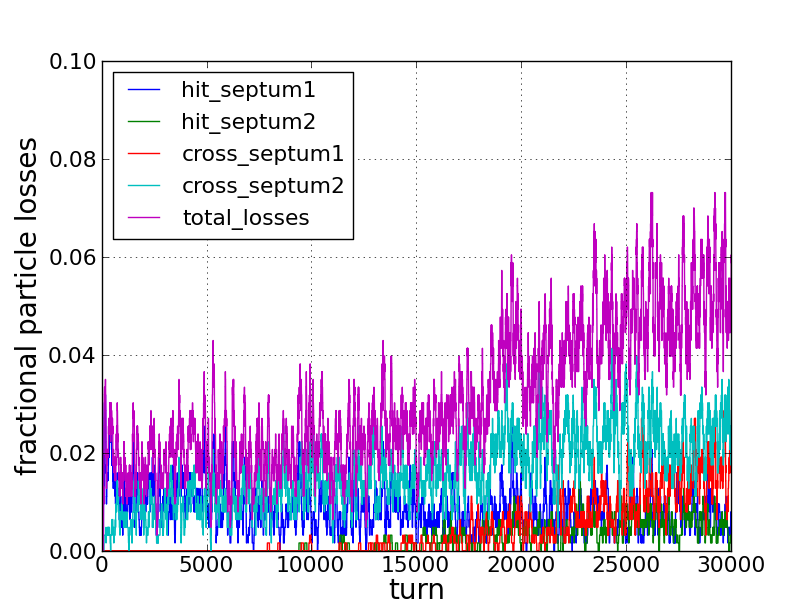 0.10
0.08
0.06
0.04
0.02
0.00
fractional particle losses
hit_septum1
hit_septum2
cross_septum1
cross_septum2
total_losses
0 5000 10000 15000 20000 25000 30000
turn